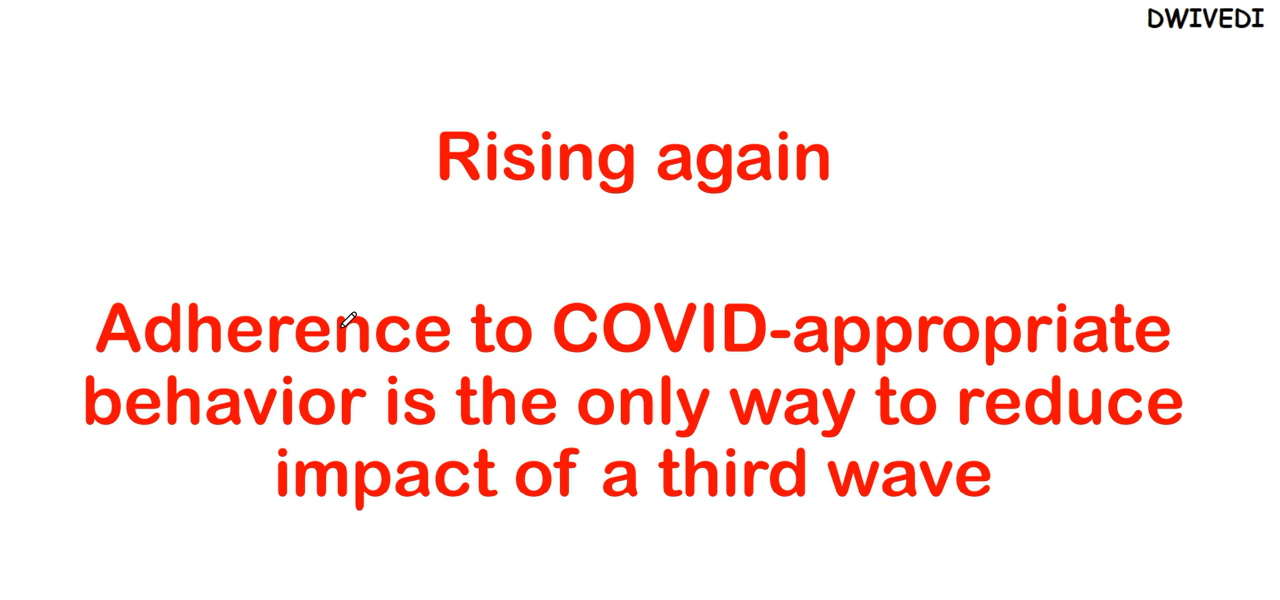 DWIVEDI
Rising again
Adherence to COVID-appropriate
behavior is the only way to reduce
impact of a third wave